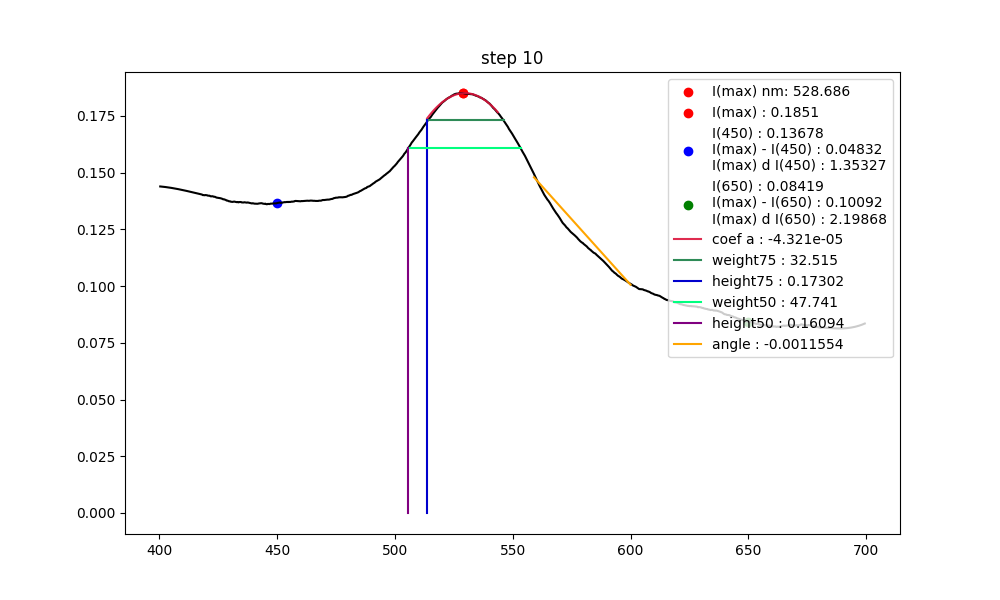 step 10
I(max) nm: 528.686
I(max) : 0.1851
I(450) : 0.13678
I(max) - I(450) : 0.04832
I(max) d I(450) : 1.35327
I(650) : 0.08419
I(max) - I(650) : 0.10092
I(max) d I(650) : 2.19868
coef a : -4.321e-05
weight75 : 32.515
height75 : 0.17302
weight50 : 47.741
height50 : 0.16094
angle : -0.0011554
0.175
0.150
0.125
0.100
0.075
0.050
0.025
0.000
400 450 500 550 600 650 700